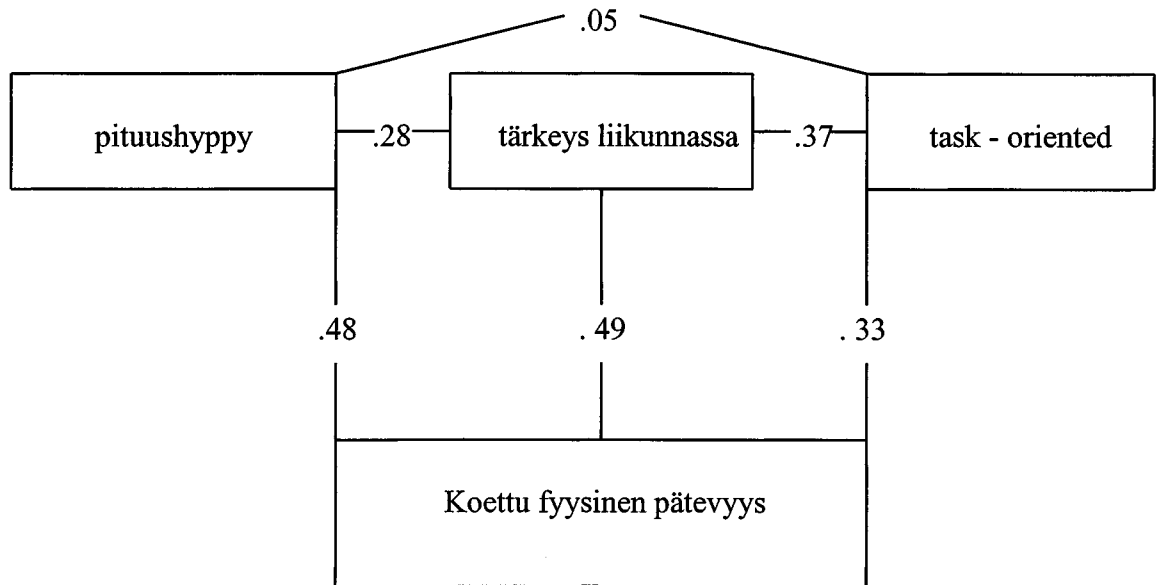 .05
pituushyppy .28 tärkeys liikunnassa .37 task - oriented
.48 . 49 . 33
Koettu fyysinen pätevyys